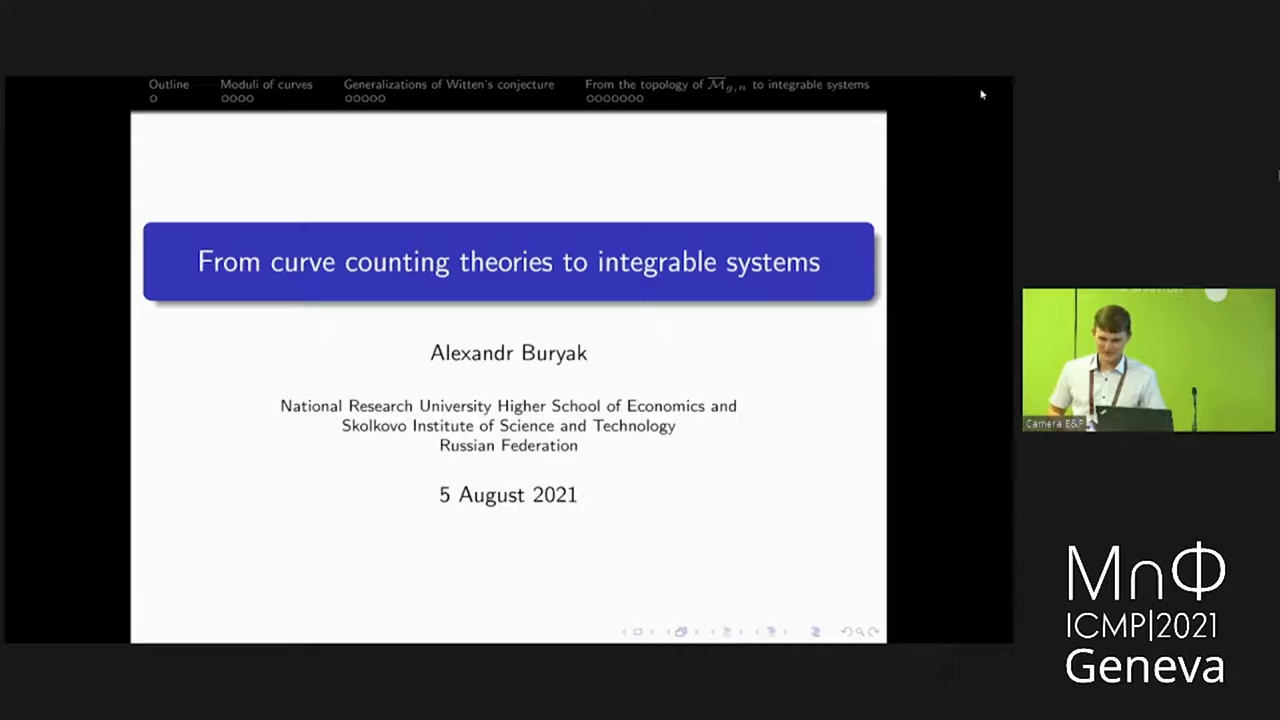 Outline
Moduli of curves
Generalizations of Witten's conjecture
From the topology of M̅g,n to integrable systems
From curve counting theories to integrable systems
Alexandr Buryak
National Research University Higher School of Economics and
Skolkovo Institute of Science and Technology
Russian Federation
5 August 2021
Camera E&F
M∩Φ
ICMP|2021
Geneva